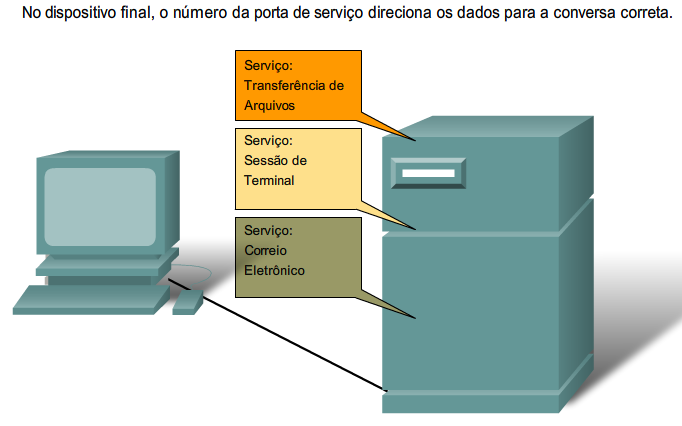 No dispositivo final, o número da porta de serviço direciona os dados para a conversa correta.
Serviço:
Transferência de
Arquivos
Serviço:
Sessão de
Terminal
Serviço:
Correio
Eletrônico